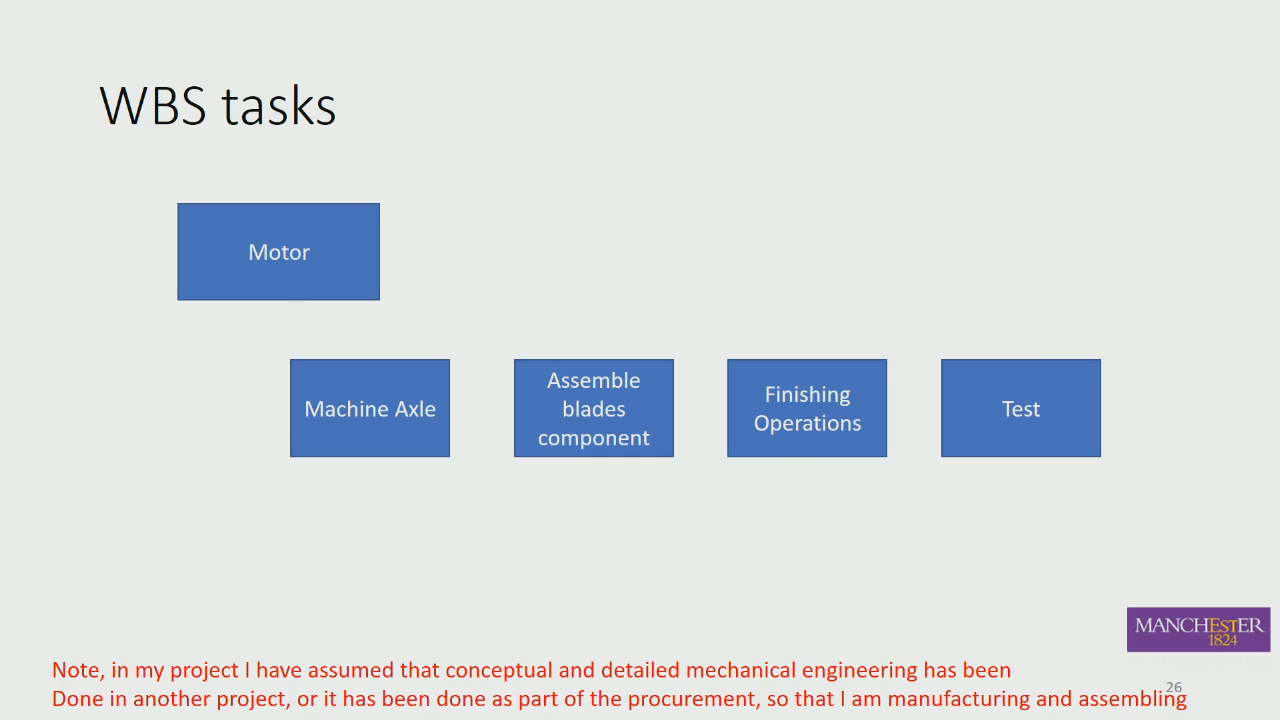 WBS tasks
Motor
Machine Axle
Assemble
blades
component
Finishing
Operations
Test
MANCHESTER
1824
Note, in my project I have assumed that conceptual and detailed mechanical engineering has been
26
Done in another project, or it has been done as part of the procurement, so that I am manufacturing and assembling